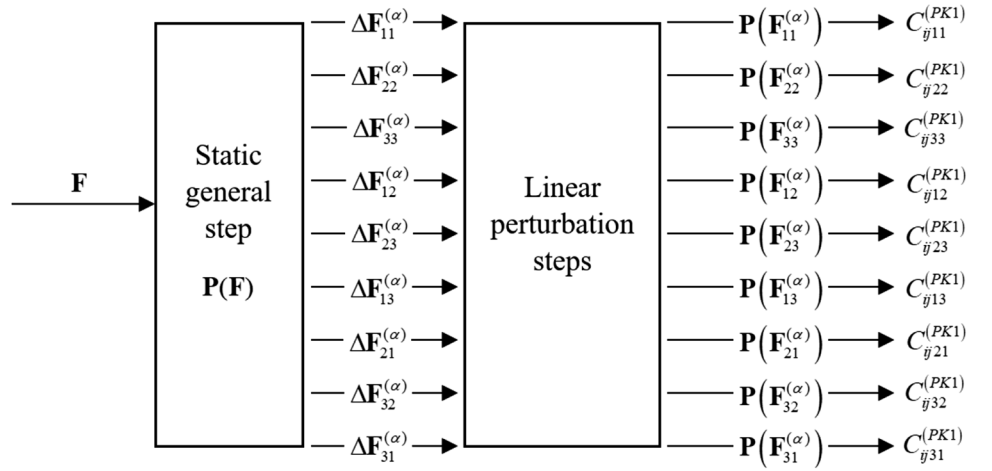 ΔF₁₁^(α) P(F₁₁^(α)) C_ij11^(PK1)
ΔF₂₂^(α) P(F₂₂^(α)) C_ij22^(PK1)
ΔF₃₃^(α) P(F₃₃^(α)) C_ij33^(PK1)
F
Static
general
step
P(F)
ΔF₁₂^(α) P(F₁₂^(α)) C_ij12^(PK1)
Linear
perturbation
steps
ΔF₂₃^(α) P(F₂₃^(α)) C_ij23^(PK1)
ΔF₁₃^(α) P(F₁₃^(α)) C_ij13^(PK1)
ΔF₂₁^(α) P(F₂₁^(α)) C_ij21^(PK1)
ΔF₃₂^(α) P(F₃₂^(α)) C_ij32^(PK1)
ΔF₃₁^(α) P(F₃₁^(α)) C_ij31^(PK1)